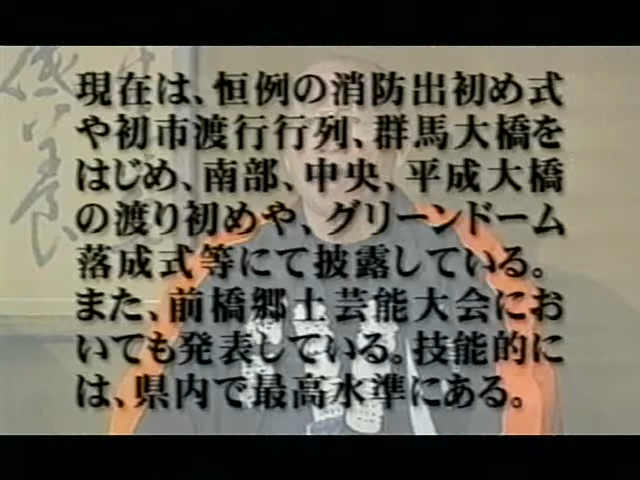 現在は、恒例の消防出初め式
や初市渡行行列、群馬大橋を
はじめ、南部、中央、平成大橋
の渡り初めや、グリーンドーム
落成式等にて披露している。
また、前橋郷土芸能大会にお
いても発表している。技能的に
は、県内で最高水準にある。